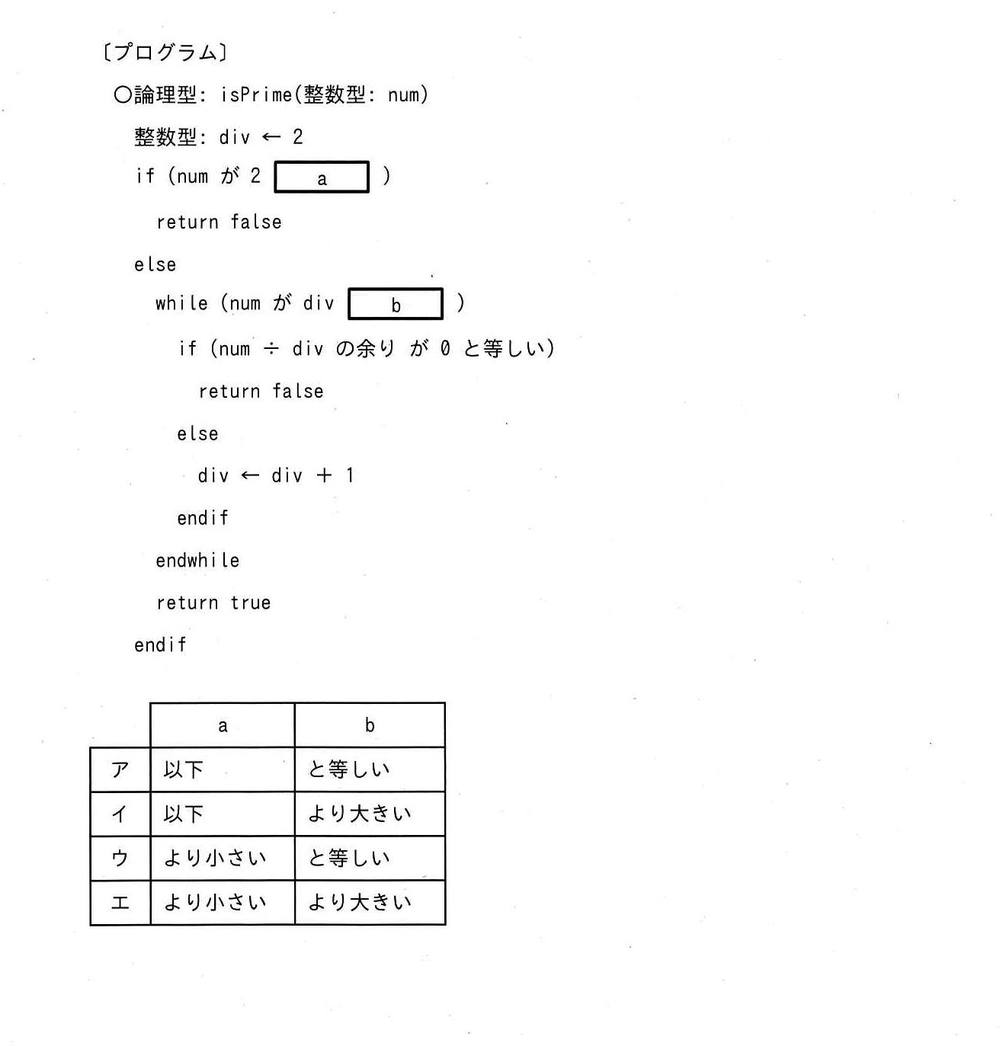 〔プログラム〕
〇論理型: isPrime(整数型: num)
整数型: div ← 2
if (num が 2 a )
return false
else
while (num が div b )
if (num ÷ div の余り が 0 と等しい)
return false
else
div ← div + 1
endif
endwhile
return true
endif
a b
ア 以下 と等しい
イ 以下 より大きい
ウ より小さい と等しい
エ より小さい より大きい